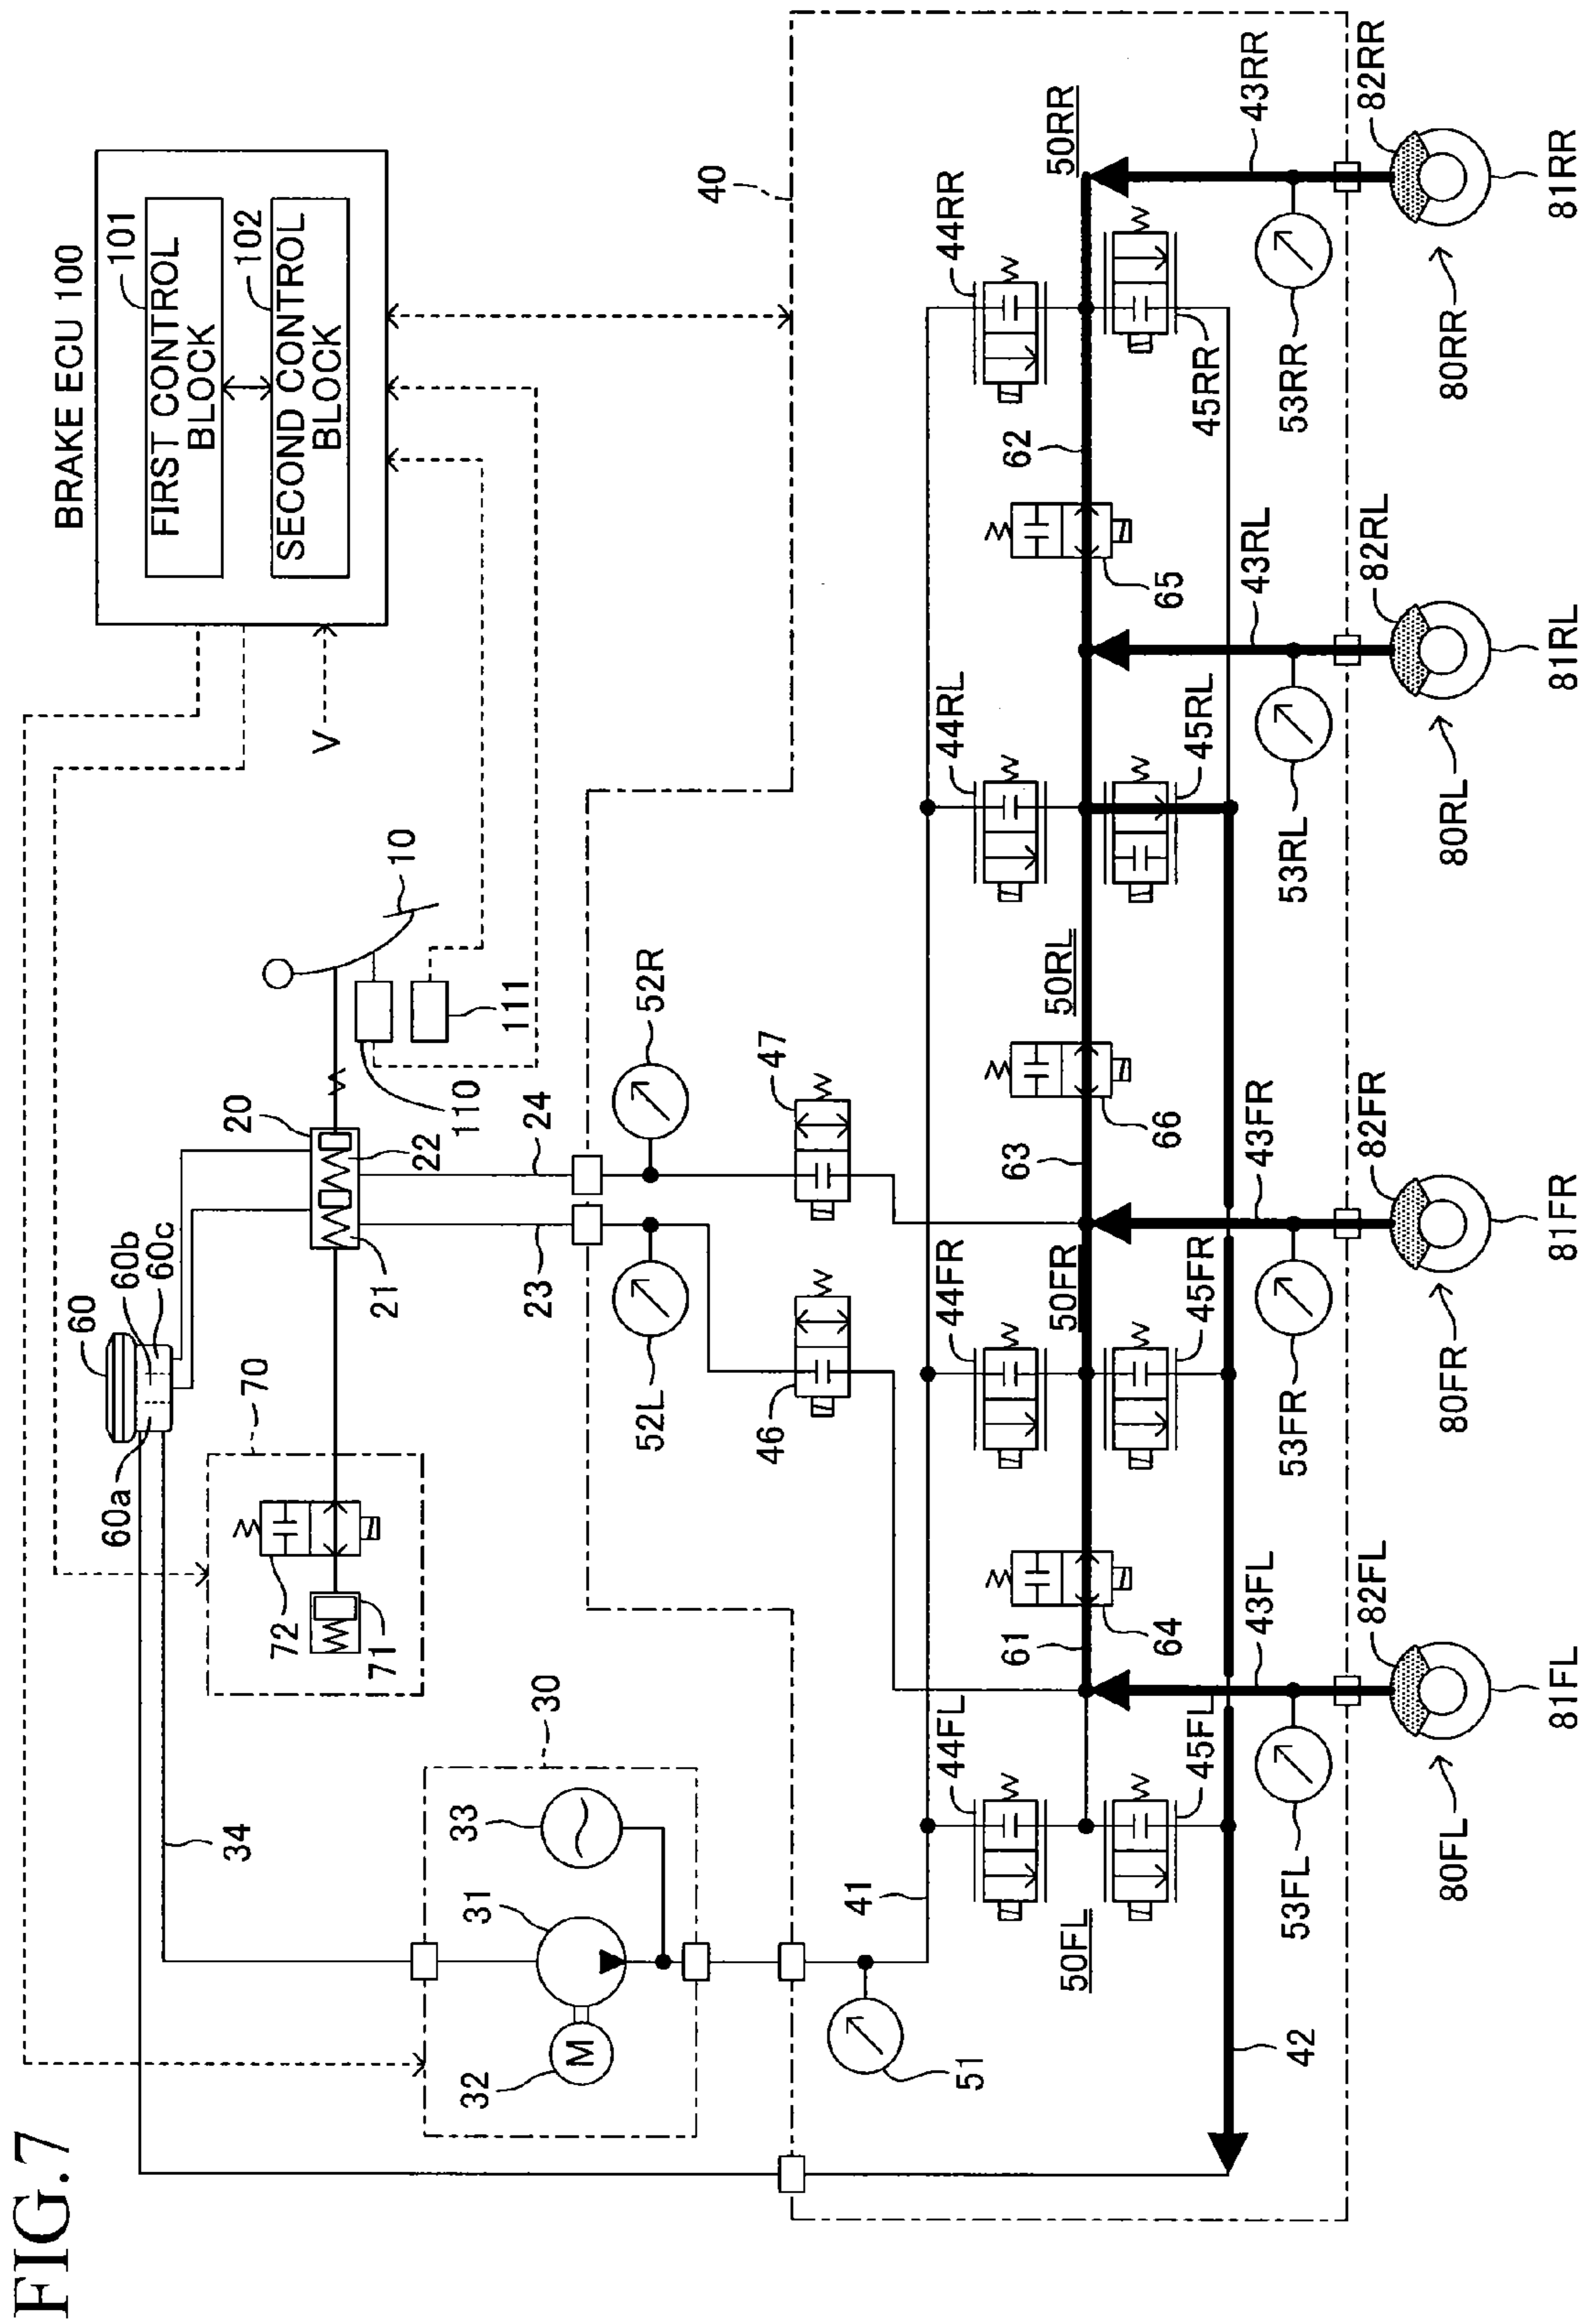 FIG.7
BRAKE ECU 100
FIRST CONTROL
BLOCK
101
SECOND CONTROL
BLOCK
102
V
10
110
111
20
21
22
23
24
60
60a
60b
60c
70
71
72
30
31
32
M
33
34
40
41
42
51
52L
52R
46
47
50FL
50FR
50RL
50RR
44FL
44FR
44RL
44RR
45FL
45FR
45RL
45RR
61
62
63
64
65
66
43FL
43FR
43RL
43RR
53FL
53FR
53RL
53RR
82FL
82FR
82RL
82RR
80FL
80FR
80RL
80RR
81FL
81FR
81RL
81RR